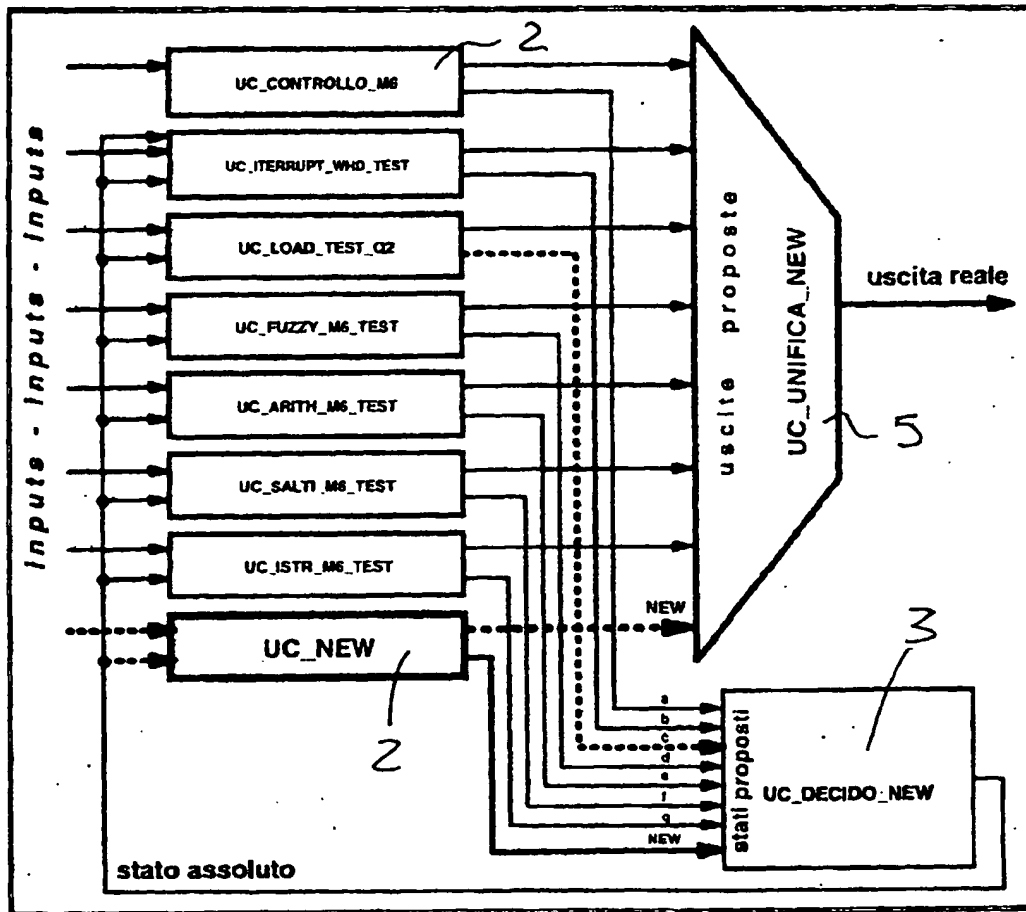 Inputs - Inputs - Inputs
UC_CONTROLLO_M6
2
UC_ITERRUPT_WHD_TEST
UC_LOAD_TEST_Q2
UC_FUZZY_M6_TEST
UC_ARITH_M6_TEST
UC_SALTI_M6_TEST
UC_ISTR_M6_TEST
UC_NEW
2
uscite proposte
UC_UNIFICA_NEW
5
uscita reale
NEW
3
a
b
c
d
e
f
g
NEW
stati proposti
UC_DECIDO_NEW
stato assoluto